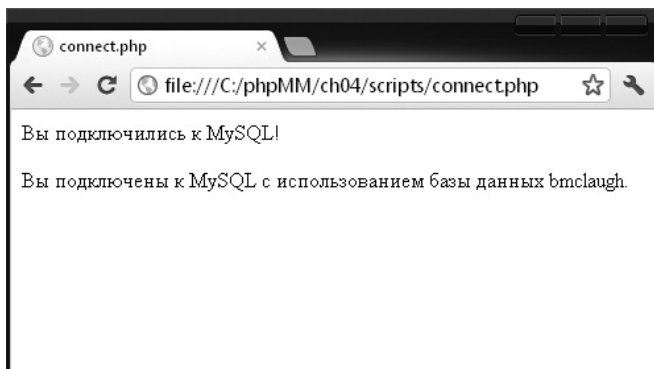 connect.php
file:///C:/phpMM/ch04/scripts/connect.php
Вы подключились к MySQL!
Вы подключены к MySQL с использованием базы данных bmclaugh.